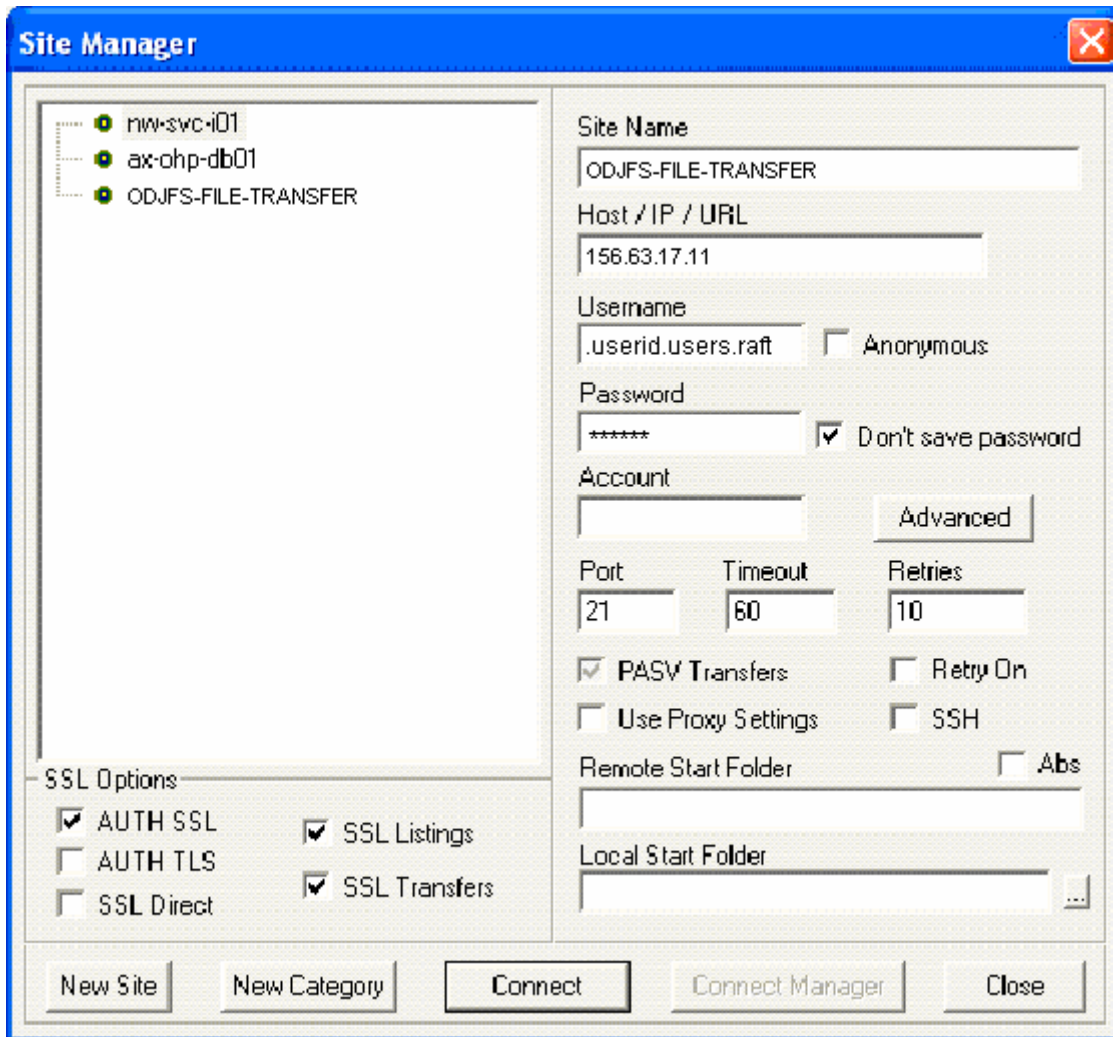 Site Manager
nw-svc-i01
ax-ohp-db01
ODJFS-FILE-TRANSFER
SSL Options
AUTH SSL
SSL Listings
AUTH TLS
SSL Transfers
SSL Direct
Site Name
ODJFS-FILE-TRANSFER
Host / IP / URL
156.63.17.11
Username
.userid.users.raft
Anonymous
Password
******
Don't save password
Account
Advanced
Port Timeout Retries
21 60 10
PASV Transfers
Retry On
Use Proxy Settings
SSH
Remote Start Folder
Abs
Local Start Folder
...
New Site
New Category
Connect
Connect Manager
Close